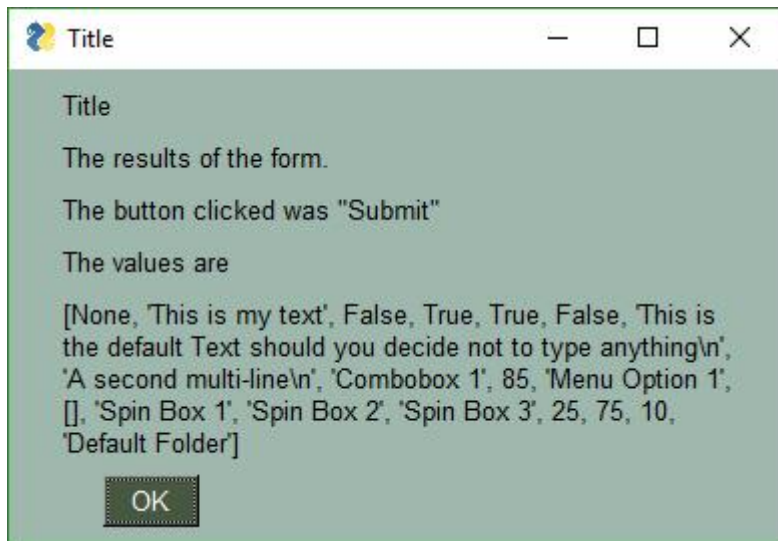 Title
Title
The results of the form.
The button clicked was "Submit"
The values are
[None, 'This is my text', False, True, True, False, 'This is
the default Text should you decide not to type anything\n',
'A second multi-line\n', 'Combobox 1', 85, 'Menu Option 1',
[], 'Spin Box 1', 'Spin Box 2', 'Spin Box 3', 25, 75, 10,
'Default Folder']
OK